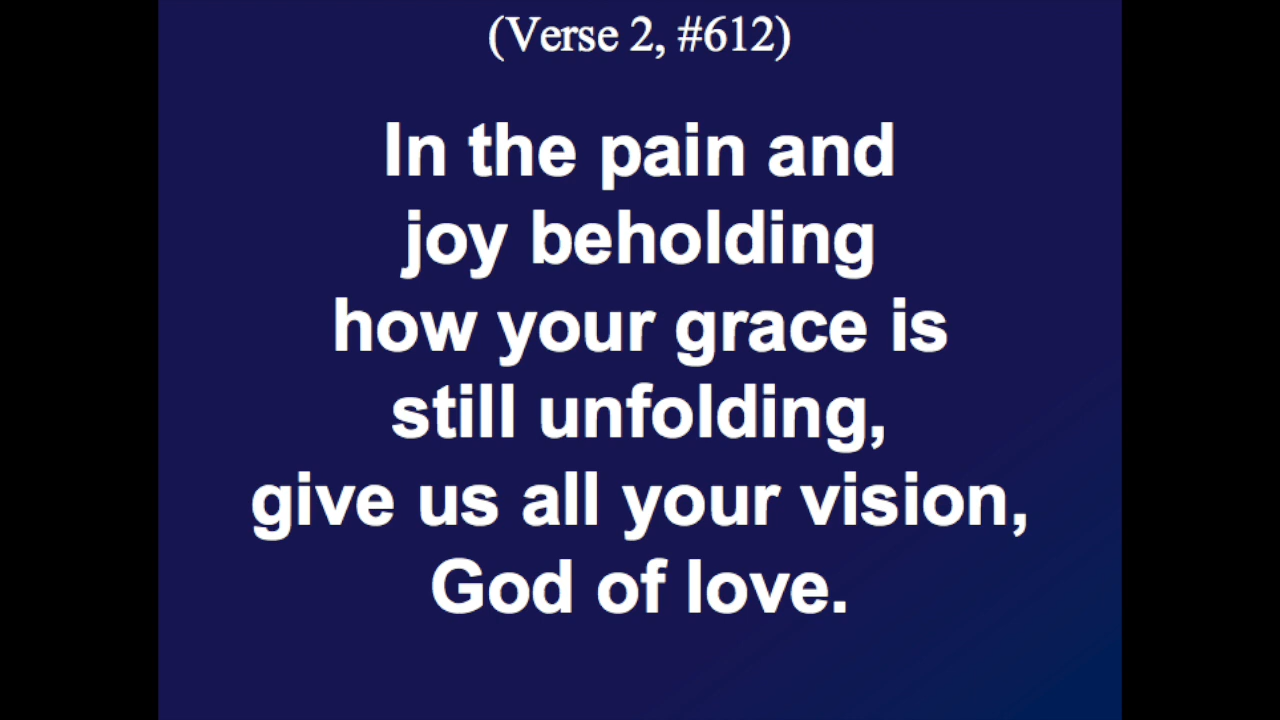 (Verse 2, #612)
In the pain and
joy beholding
how your grace is
still unfolding,
give us all your vision,
God of love.